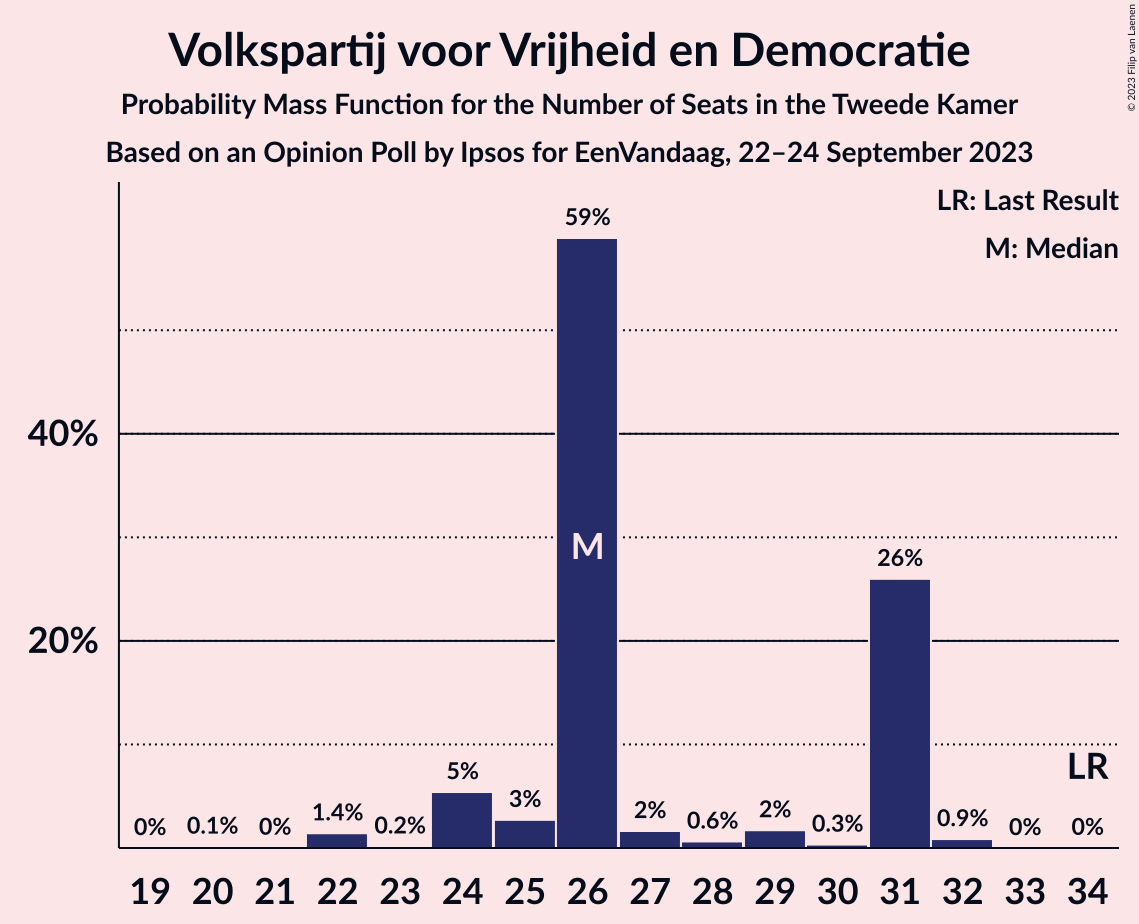 Volkspartij voor Vrijheid en Democratie
Probability Mass Function for the Number of Seats in the Tweede Kamer
Based on an Opinion Poll by Ipsos for EenVandaag, 22–24 September 2023
© 2023 Filip van Laenen
LR: Last Result
M: Median
59%
40%
M
26%
20%
LR
0% 0.1% 0% 1.4% 0.2% 5% 3% 2% 0.6% 2% 0.3% 0.9% 0% 0%
19 20 21 22 23 24 25 26 27 28 29 30 31 32 33 34